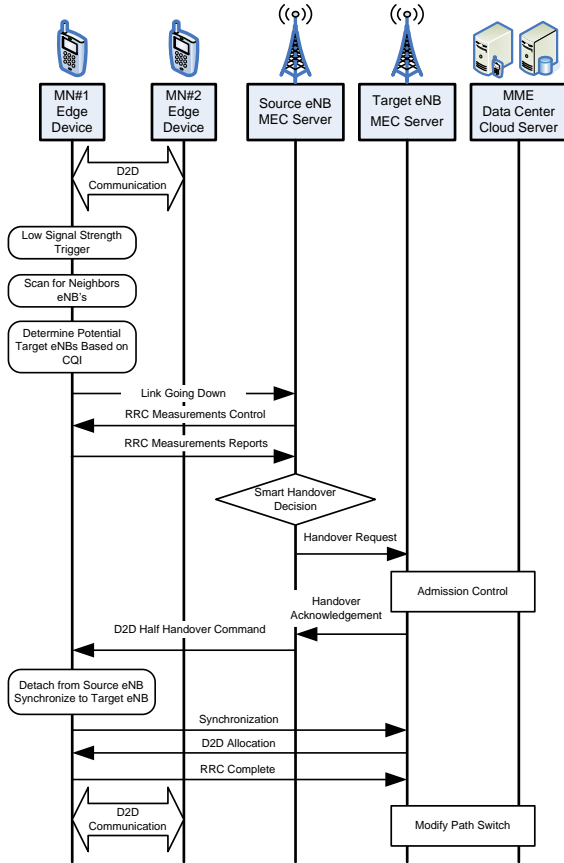 MN#1
Edge
Device
MN#2
Edge
Device
Source eNB
MEC Server
Target eNB
MEC Server
MME
Data Center
Cloud Server
D2D
Communication
Low Signal Strength
Trigger
Scan for Neighbors
eNB's
Determine Potential
Target eNBs Based on
CQI
Link Going Down
RRC Measurements Control
RRC Measurements Reports
Smart Handover
Decision
Handover Request
Admission Control
Handover
Acknowledgement
D2D Half Handover Command
Detach from Source eNB
Synchronize to Target eNB
Synchronization
D2D Allocation
RRC Complete
D2D
Communication
Modify Path Switch